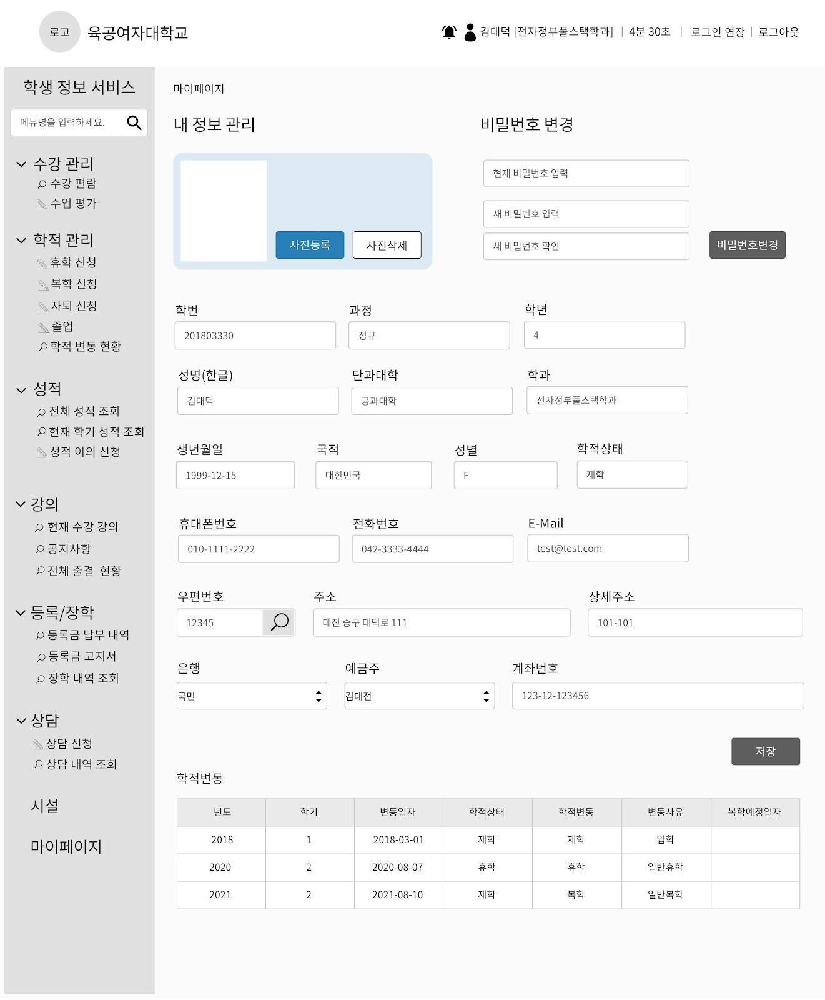 로고
육공여자대학교
김대덕 [전자정부풀스택학과] | 4분 30초 | 로그인 연장 | 로그아웃
학생 정보 서비스
메뉴명을 입력하세요.
수강 관리
수강 편람
수업 평가
학적 관리
휴학 신청
복학 신청
자퇴 신청
졸업
학적 변동 현황
성적
전체 성적 조회
현재 학기 성적 조회
성적 이의 신청
강의
현재 수강 강의
공지사항
전체 출결 현황
등록/장학
등록금 납부 내역
등록금 고지서
장학 내역 조회
상담
상담 신청
상담 내역 조회
시설
마이페이지
마이페이지
내 정보 관리
사진등록 사진삭제
비밀번호 변경
현재 비밀번호 입력
새 비밀번호 입력
새 비밀번호 확인
비밀번호변경
학번 과정 학년
201803330 정규 4
성명(한글) 단과대학 학과
김대덕 공과대학 전자정부풀스택학과
생년월일 국적 성별 학적상태
1999-12-15 대한민국 F 재학
휴대폰번호 전화번호 E-Mail
010-1111-2222 042-3333-4444 test@test.com
우편번호 주소 상세주소
12345 대전 중구 대덕로 111 101-101
은행 예금주 계좌번호
국민 김대전 123-12-123456
저장
학적변동
년도 학기 변동일자 학적상태 학적변동 변동사유 복학예정일자
2018 1 2018-03-01 재학 재학 입학
2020 2 2020-08-07 휴학 휴학 일반휴학
2021 2 2021-08-10 재학 복학 일반복학